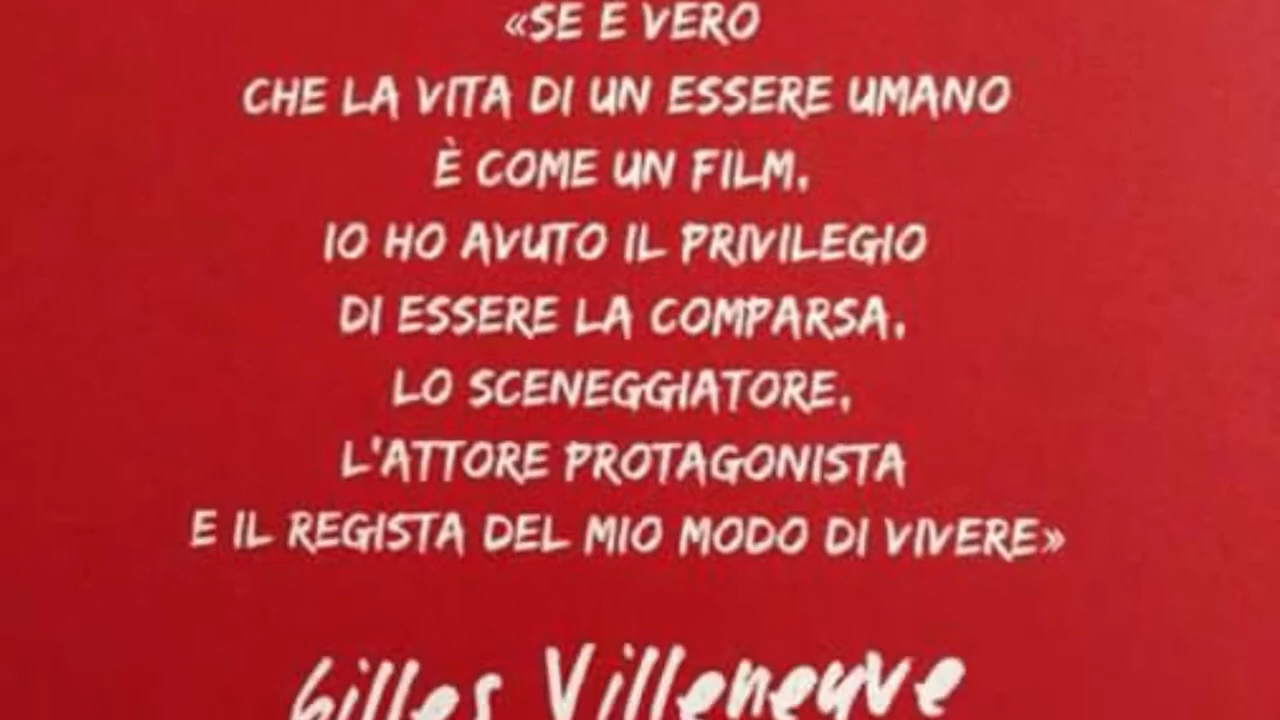 «SE E VERO
CHE LA VITA DI UN ESSERE UMANO
È COME UN FILM,
IO HO AVUTO IL PRIVILEGIO
DI ESSERE LA COMPARSA,
LO SCENEGGIATORE,
L'ATTORE PROTAGONISTA
E IL REGISTA DEL MIO MODO DI VIVERE»
Gilles Villeneuve